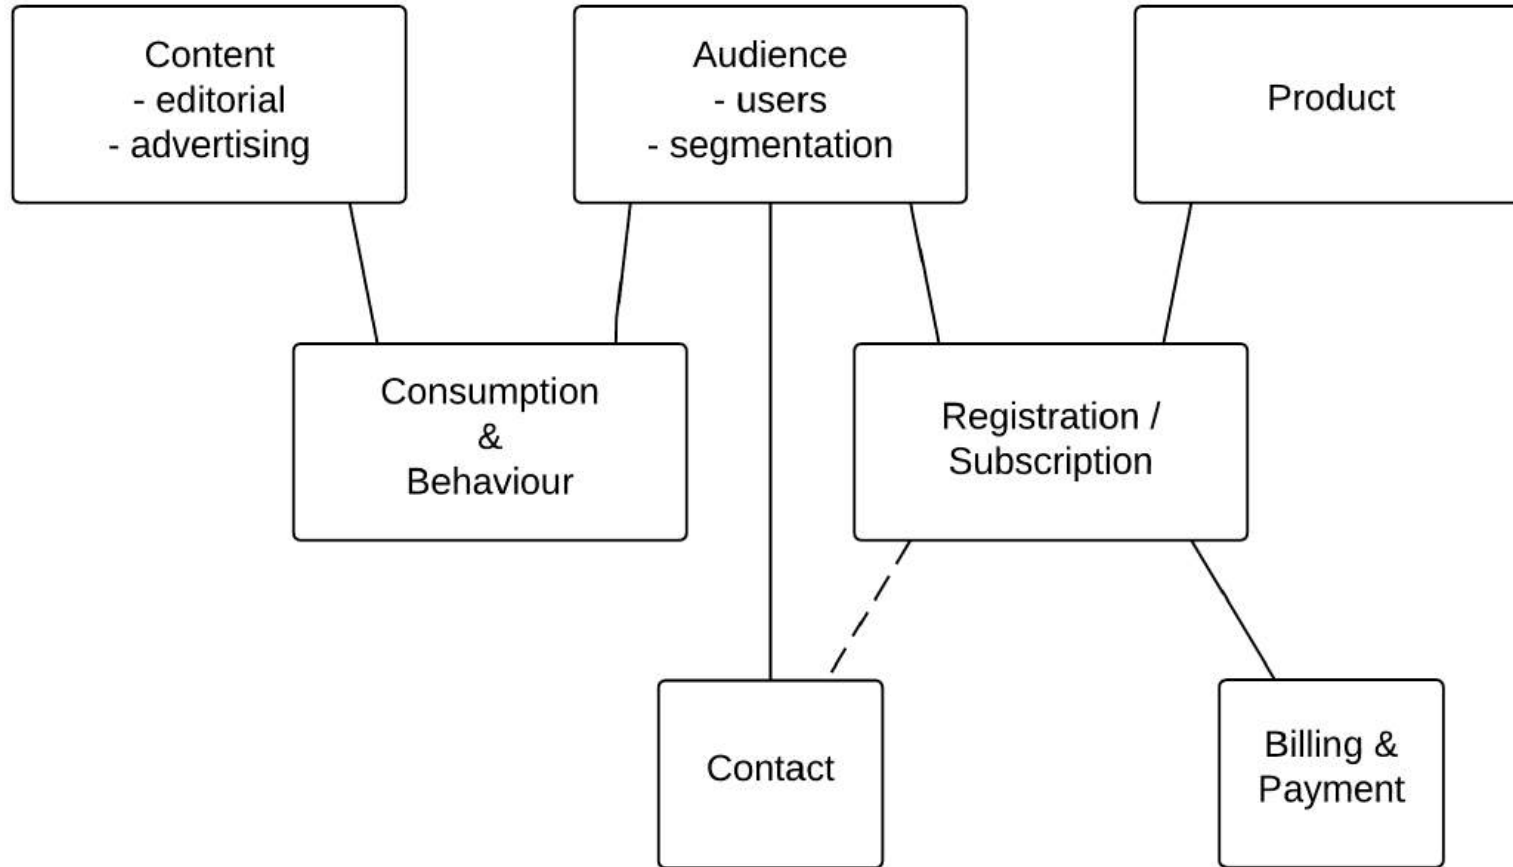 Content
- editorial
- advertising
Audience
- users
- segmentation
Product
Consumption
&
Behaviour
Registration /
Subscription
Contact
Billing &
Payment